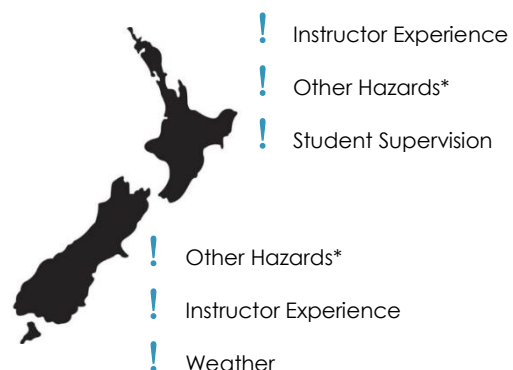 ! Instructor Experience
! Other Hazards*
! Student Supervision
! Other Hazards*
! Instructor Experience
! Weather